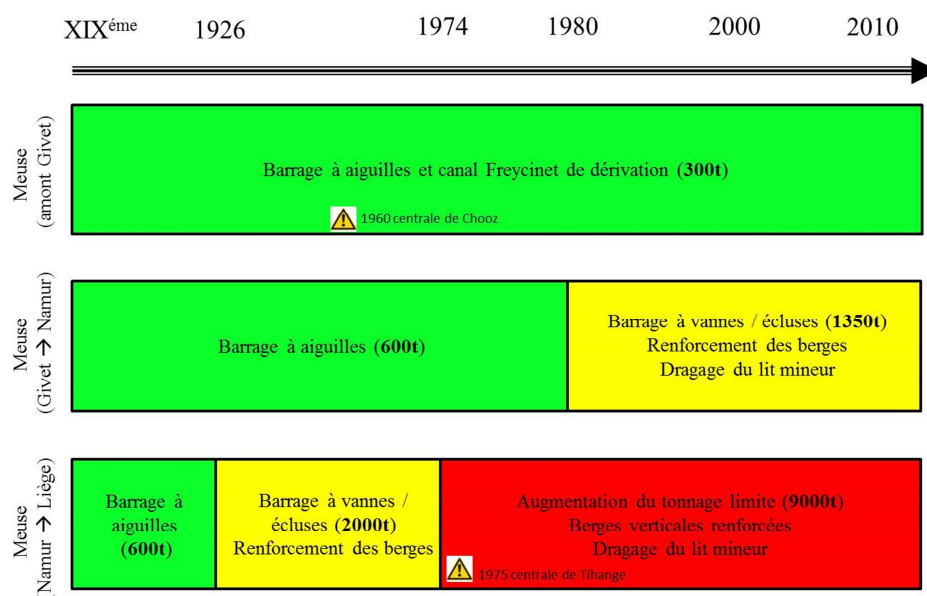 XIXéme 1926 1974 1980 2000 2010
Meuse
(amont Givet)
Barrage à aiguilles et canal Freycinet de dérivation (300t)
1960 centrale de Chooz
Meuse
(Givet → Namur)
Barrage à aiguilles (600t)
Barrage à vannes / écluses (1350t)
Renforcement des berges
Dragage du lit mineur
Meuse
(Namur → Liège)
Barrage à
aiguilles
(600t)
Barrage à vannes /
écluses (2000t)
Renforcement des berges
Augmentation du tonnage limite (9000t)
Berges verticales renforcées
Dragage du lit mineur
1975 centrale de Tihange